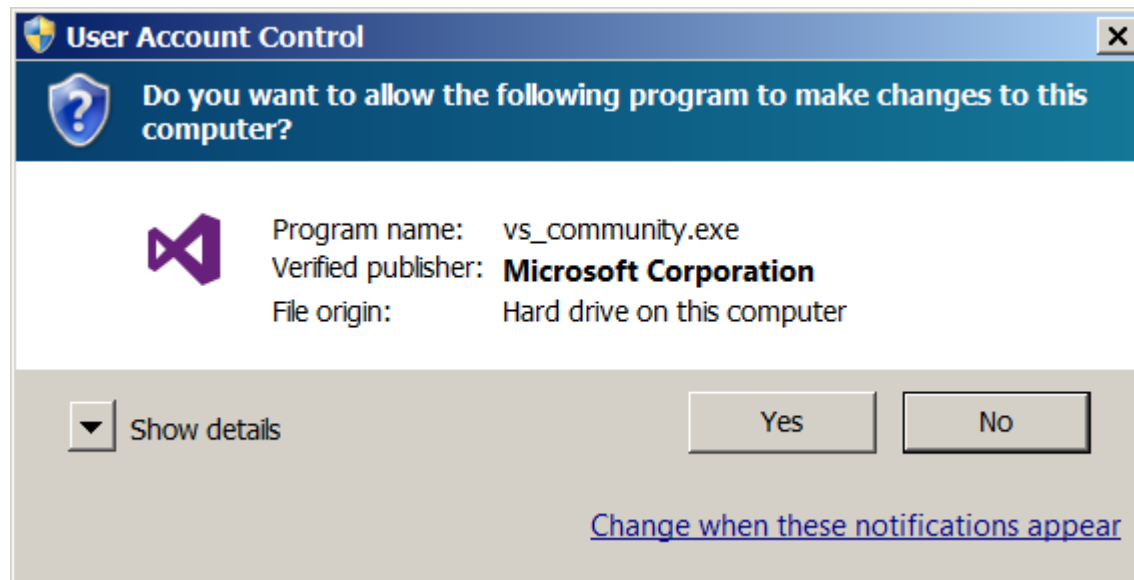 User Account Control
Do you want to allow the following program to make changes to this
computer?
Program name: vs_community.exe
Verified publisher: Microsoft Corporation
File origin: Hard drive on this computer
Show details
Yes
No
Change when these notifications appear